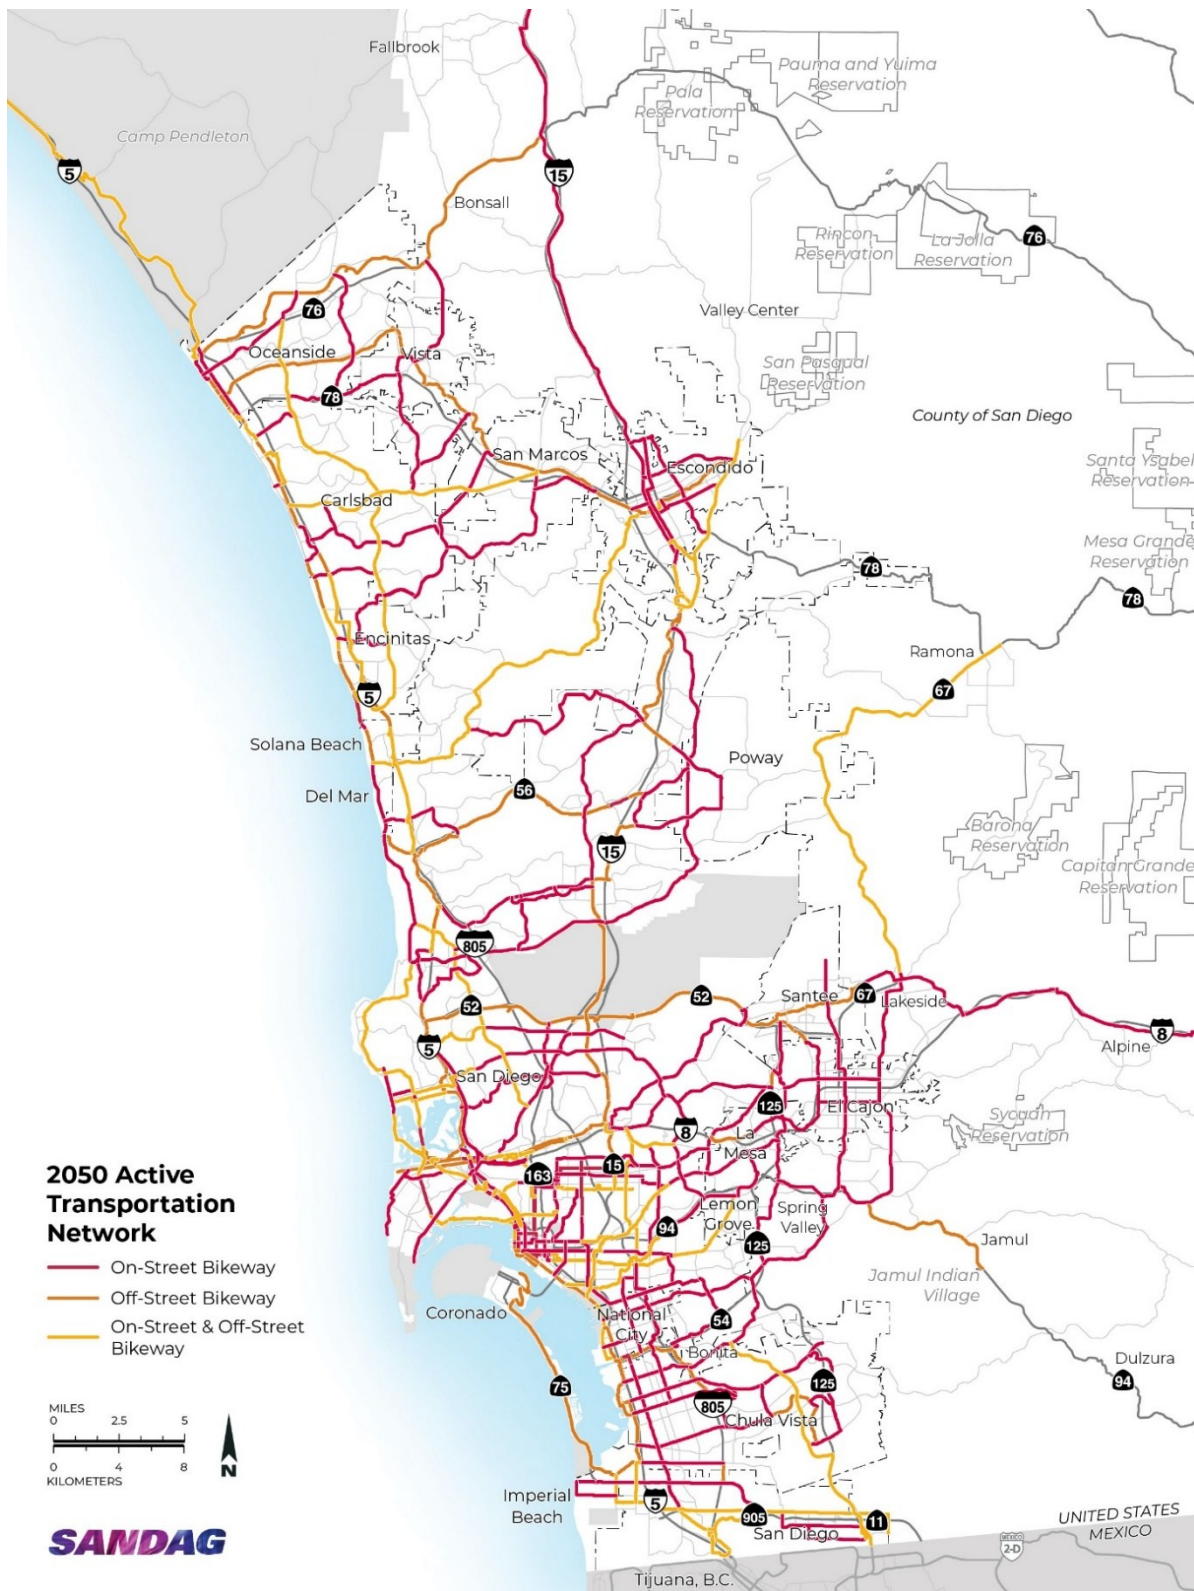 Fallbrook
Pauma and Yuima
Reservation
Pala
Reservation
Camp Pendleton
5
15
Bonsall
Rincon
Reservation
La Jolla
Reservation
76
76
Valley Center
Oceanside
Vista
San Pasqual
Reservation
78
County of San Diego
San Marcos
Escondido
Santa Ysabel
Reservation
Carlsbad
Mesa Grande
Reservation
78
78
Encinitas
Ramona
67
5
Solana Beach
Poway
Del Mar
56
15
Barona
Reservation
Capitan Grande
Reservation
805
52
52
Santee
67
Lakeside
5
8
Alpine
San Diego
125
El Cajon
8
Sycuan
Reservation
La
Mesa
163
15
2050 Active
Transportation
Network
On-Street Bikeway
Off-Street Bikeway
On-Street & Off-Street
Bikeway
Lemon
Grove
Spring
Valley
94
125
Jamul
Jamul Indian
Village
Coronado
National
City
54
Bonita
75
125
805
Dulzura
94
Chula Vista
MILES
0 2.5 5
0 4 8
KILOMETERS
N
Imperial
Beach
5
905
San Diego
11
UNITED STATES
MEXICO
MEXICO
2-D
SANDAG
Tijuana, B.C.